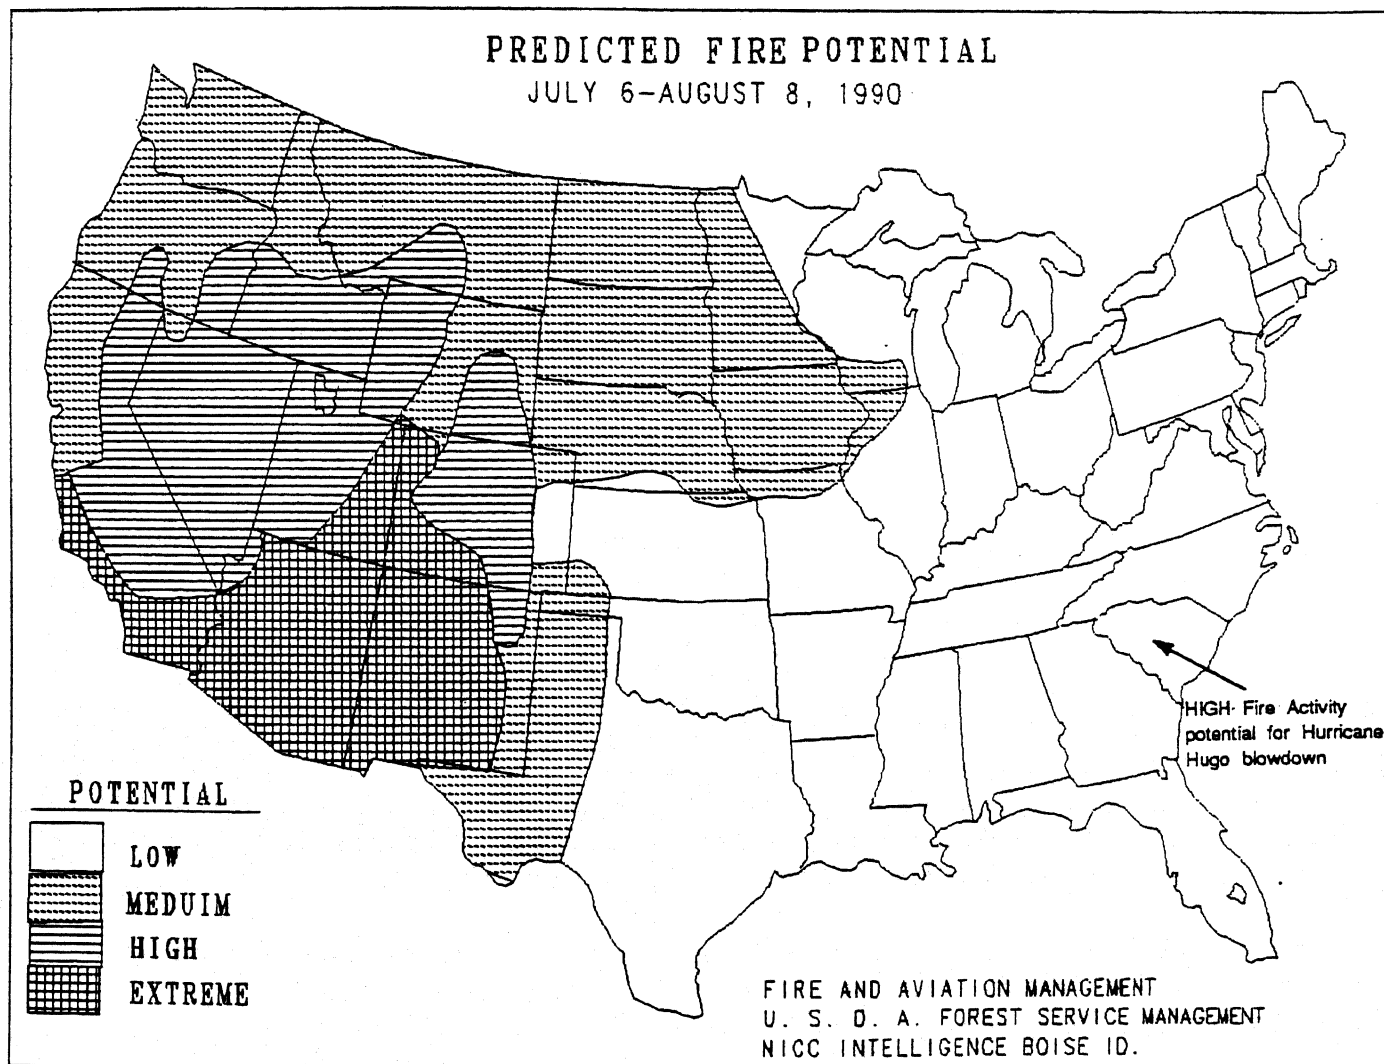 PREDICTED FIRE POTENTIAL
JULY 6-AUGUST 8, 1990
HIGH- Fire Activity
potential for Hurricane
Hugo blowdown
POTENTIAL
LOW
MEDUIM
HIGH
EXTREME
FIRE AND AVIATION MANAGEMENT
U. S. D. A. FOREST SERVICE MANAGEMENT
NICC INTELLIGENCE BOISE ID.